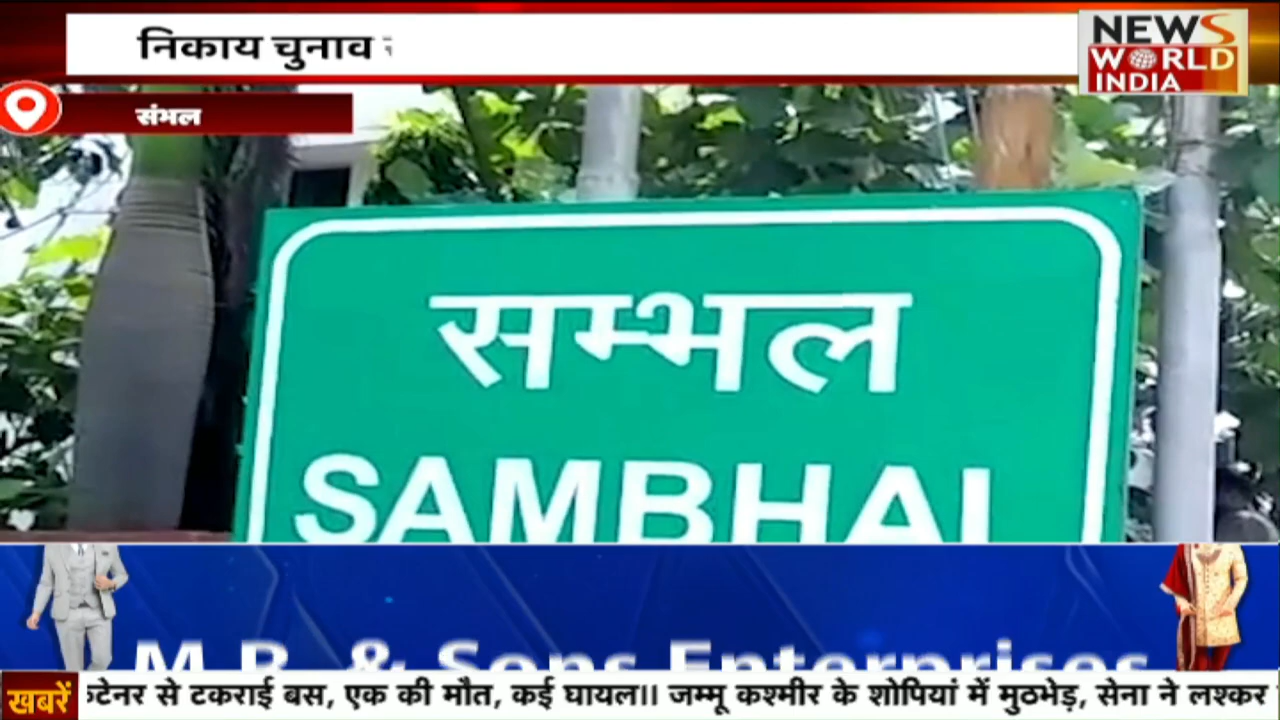 निकाय चुनाव
NEWS
WORLD
INDIA
संभल
सम्भल
SAMBHAL
M.R. & Sons Enterprises
खबरें
कंटेनर से टकराई बस, एक की मौत, कई घायल।। जम्मू कश्मीर के शोपियां में मुठभेड़, सेना ने लश्कर